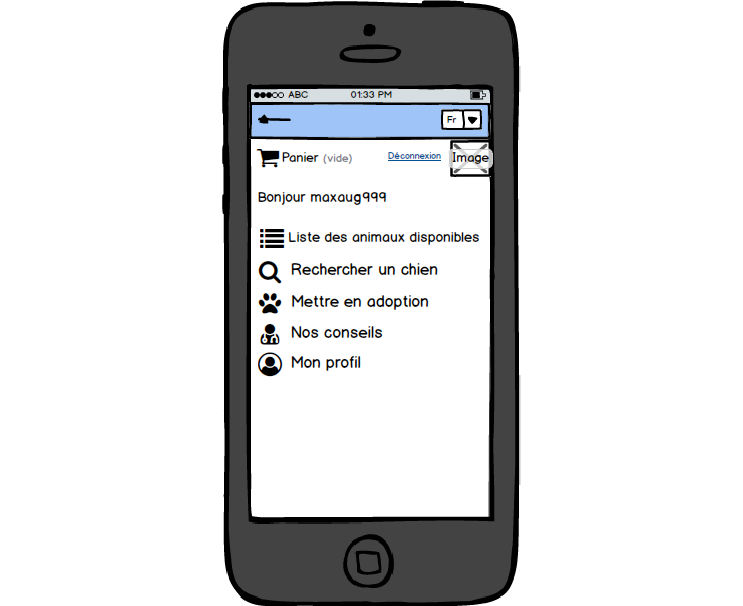 ABC 01:33 PM
Fr
Panier (vide) Déconnexion Image
Bonjour maxaug999
Liste des animaux disponibles
Rechercher un chien
Mettre en adoption
Nos conseils
Mon profil